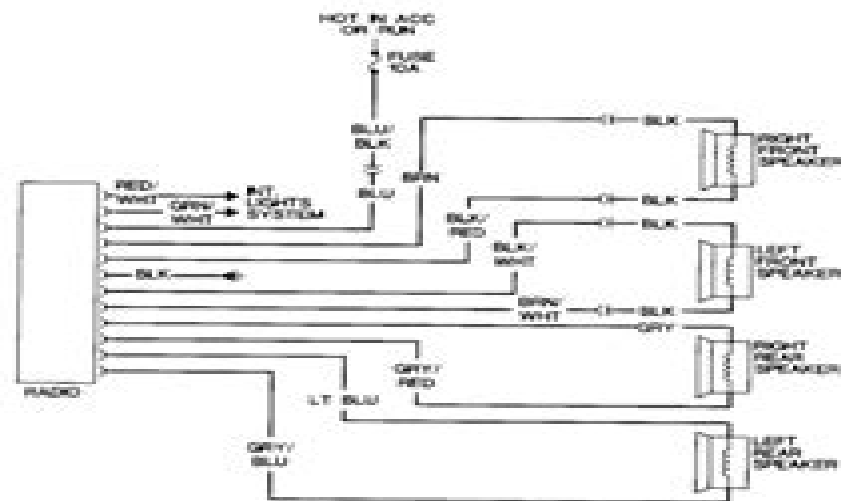 HOT IN ACC
OR RUN
FUSE
10A
BLU/
BLK
BLU
BRN
BLK
RIGHT
FRONT
SPEAKER
RED/
WHT
INT
LIGHTS
SYSTEM
GRN/
WHT
BLK/
RED
BLK
BLK/
WHT
BLK
LEFT
FRONT
SPEAKER
BLK
BRN/
WHT
BLK
GRY
RIGHT
REAR
SPEAKER
GRY/
RED
RADIO
LT BLU
GRY/
BLU
LEFT
REAR
SPEAKER